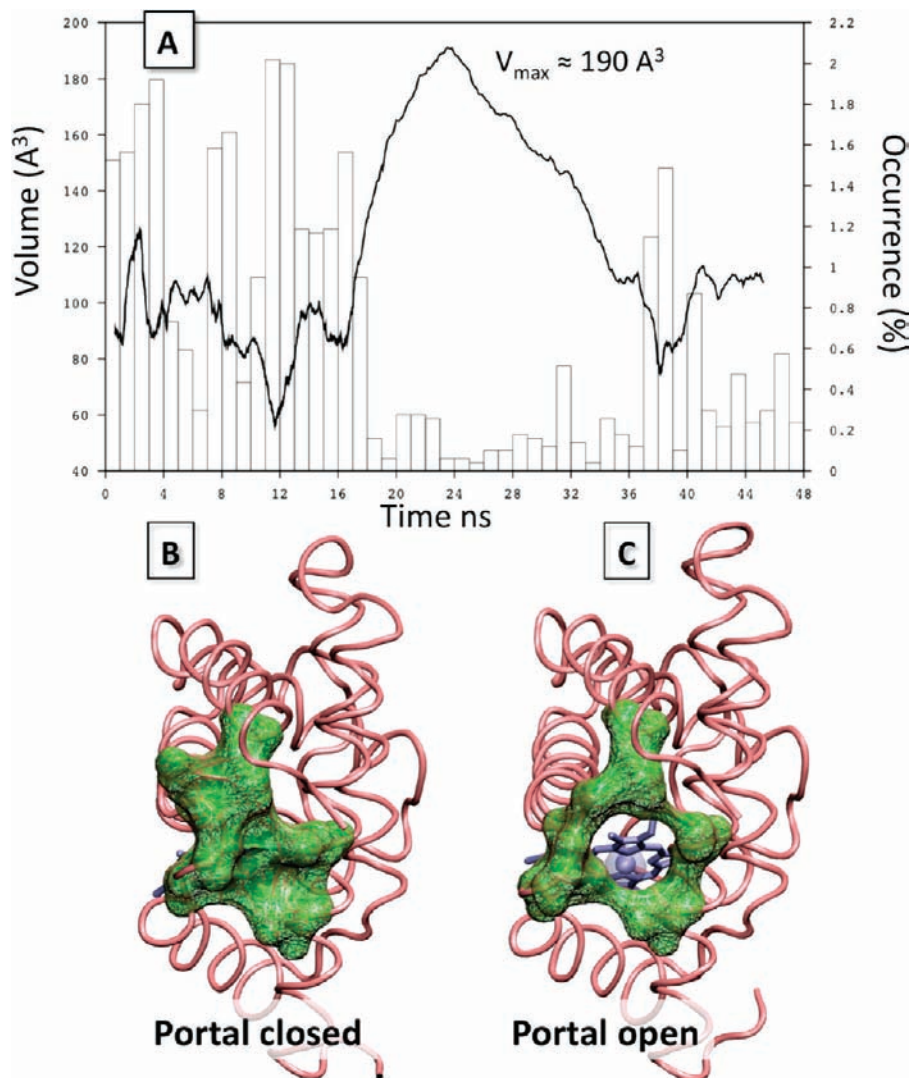 A
V_max ≈ 190 A³
Volume (A³)
200
180
160
140
120
100
80
60
40
2.2
2
1.8
1.6
1.4
1.2
1
0.8
0.6
0.4
0.2
0
Occurrence (%)
0 4 8 12 16 20 24 28 32 36 40 44 48
Time ns
B
C
Portal closed
Portal open